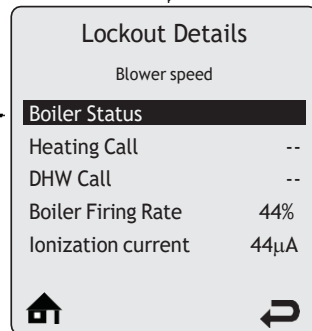 Lockout Details
Blower speed
Boiler Status
Heating Call --
DHW Call --
Boiler Firing Rate 44%
Ionization current 44µA